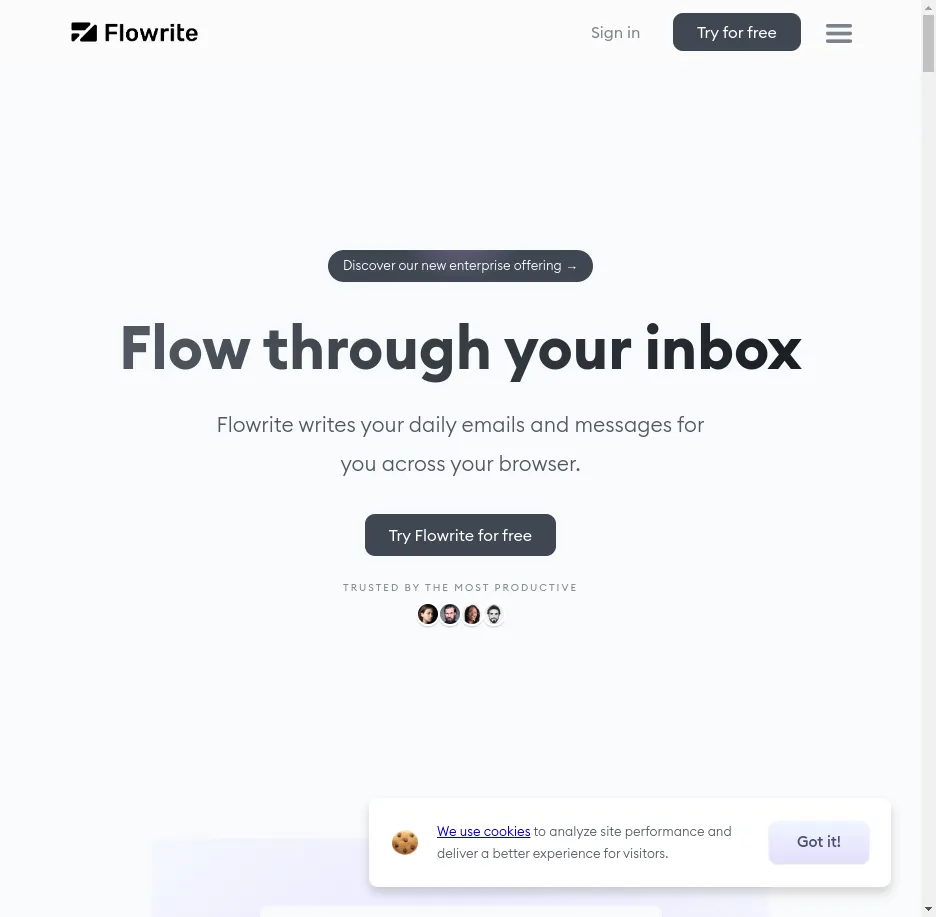 Flowrite
Sign in
Try for free
Discover our new enterprise offering →
Flow through your inbox
Flowrite writes your daily emails and messages for
you across your browser.
Try Flowrite for free
TRUSTED BY THE MOST PRODUCTIVE
We use cookies to analyze site performance and
deliver a better experience for visitors.
Got it!